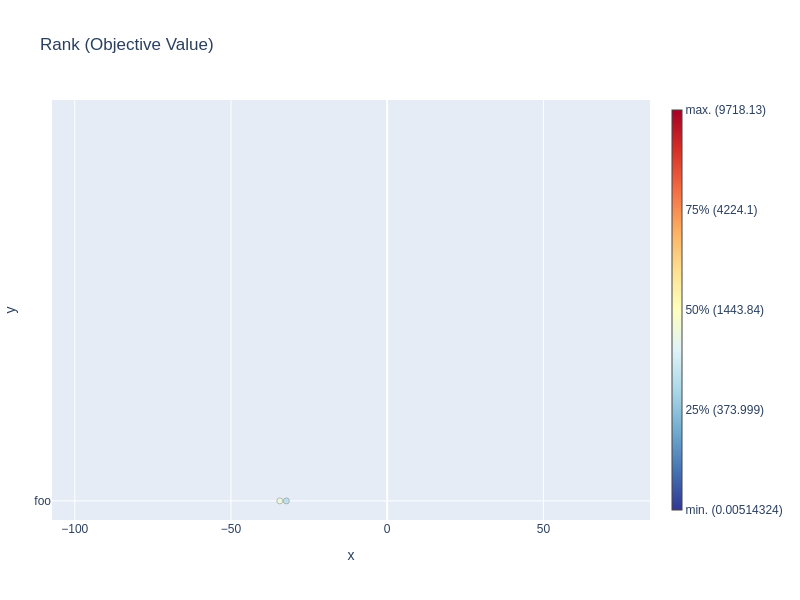 Rank (Objective Value)
max. (9718.13)
75% (4224.1)
50% (1443.84)
25% (373.999)
min. (0.00514324)
y
foo
−100
−50
0
50
x